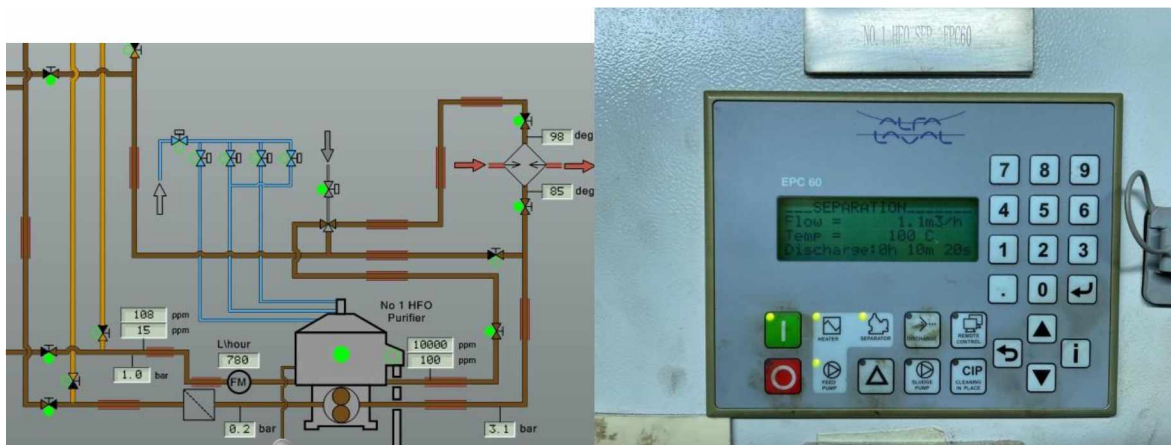 98 deg
85 deg
No 1 HFO
Purifier
108 ppm
15 ppm
L\hour
780
FM
1.0 bar
10000 ppm
100 ppm
0.2 bar
3.1 bar
NO.1 HFO SEP. EPC60
ALFA
LAVAL
EPC 60
SEPARATION
Flow = 1.1m3/h
Temp = 100 C
Discharge:0h 10m 20s
7 8 9
4 5 6
1 2 3
. 0
I
HEATER
SEPARATOR
DISCHARGE
REMOTE
CONTROL
FEED
PUMP
SLUDGE
PUMP
CIP
CLEANING
IN PLACE
i